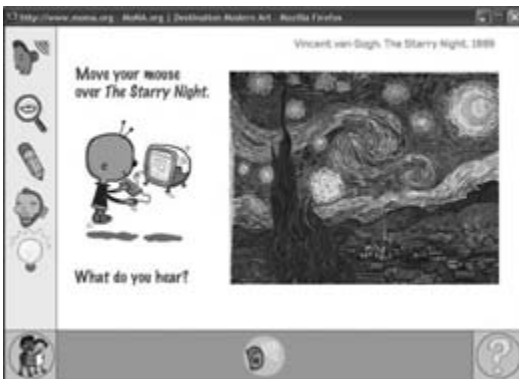 http://www.moma.org - MoMA.org | Destination Modern Art - Mozilla Firefox
Vincent van Gogh. The Starry Night. 1889
Move your mouse
over The Starry Night.
What do you hear?
?